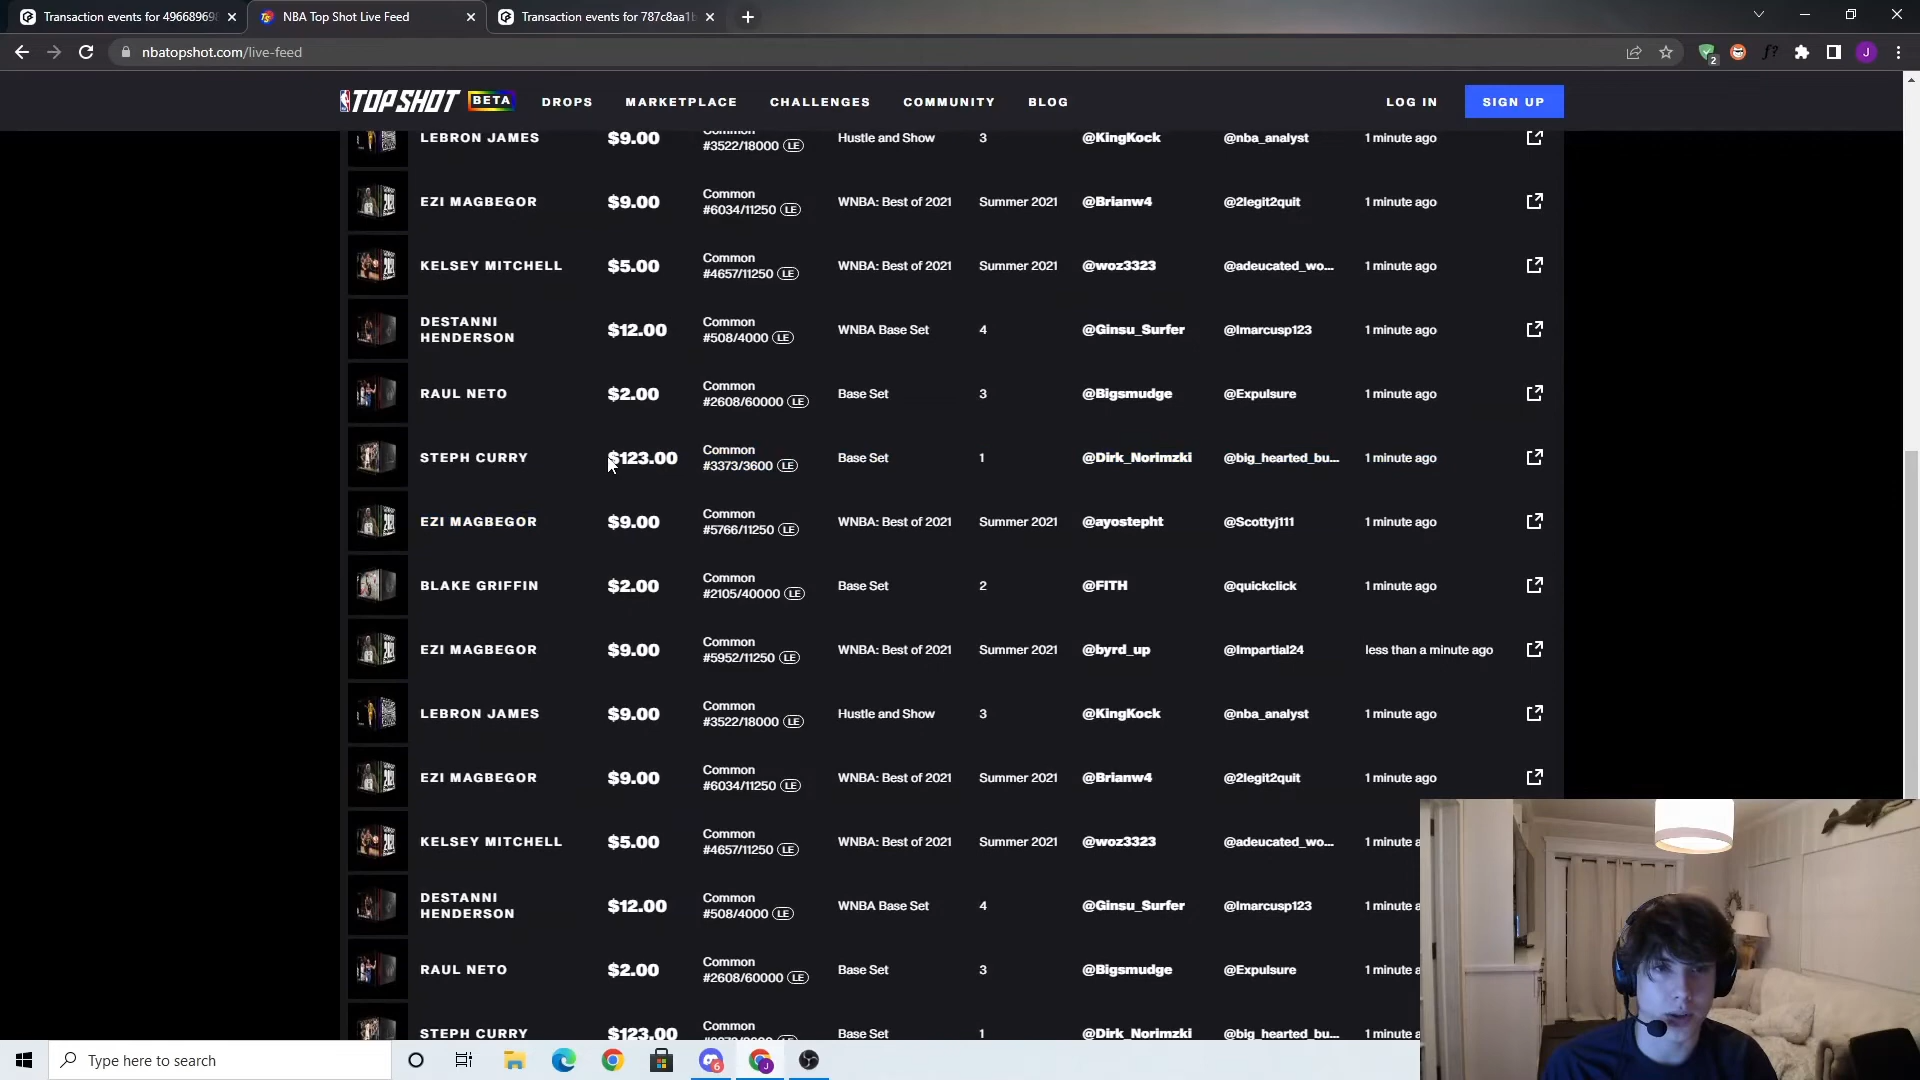 Transaction events for 49668969
NBA Top Shot Live Feed
Transaction events for 787c8aa1
nbatopshot.com/live-feed
2
J
TOP SHOT BETA
DROPS
MARKETPLACE
CHALLENGES
COMMUNITY
BLOG
LOG IN
SIGN UP
LEBRON JAMES $9.00 Common #3522/18000 LE Hustle and Show 3 @KingKock @nba_analyst 1 minute ago
EZI MAGBEGOR $9.00 Common #6034/11250 LE WNBA: Best of 2021 Summer 2021 @Brianw4 @2legit2quit 1 minute ago
KELSEY MITCHELL $5.00 Common #4657/11250 LE WNBA: Best of 2021 Summer 2021 @woz3323 @adeucated_wo... 1 minute ago
DESTANNI HENDERSON $12.00 Common #508/4000 LE WNBA Base Set 4 @Ginsu_Surfer @lmarcusp123 1 minute ago
RAUL NETO $2.00 Common #2608/60000 LE Base Set 3 @Bigsmudge @Expulsure 1 minute ago
STEPH CURRY $123.00 Common #3373/3600 LE Base Set 1 @Dirk_Norimzki @big_hearted_bu... 1 minute ago
EZI MAGBEGOR $9.00 Common #5766/11250 LE WNBA: Best of 2021 Summer 2021 @ayostepht @Scottyj111 1 minute ago
BLAKE GRIFFIN $2.00 Common #2105/40000 LE Base Set 2 @FITH @quickclick 1 minute ago
EZI MAGBEGOR $9.00 Common #5952/11250 LE WNBA: Best of 2021 Summer 2021 @byrd_up @Impartial24 less than a minute ago
LEBRON JAMES $9.00 Common #3522/18000 LE Hustle and Show 3 @KingKock @nba_analyst 1 minute ago
EZI MAGBEGOR $9.00 Common #6034/11250 LE WNBA: Best of 2021 Summer 2021 @Brianw4 @2legit2quit 1 minute ago
KELSEY MITCHELL $5.00 Common #4657/11250 LE WNBA: Best of 2021 Summer 2021 @woz3323 @adeucated_wo... 1 minute a
DESTANNI HENDERSON $12.00 Common #508/4000 LE WNBA Base Set 4 @Ginsu_Surfer @lmarcusp123 1 minute a
RAUL NETO $2.00 Common #2608/60000 LE Base Set 3 @Bigsmudge @Expulsure 1 minute a
STEPH CURRY $123.00 Common Base Set 1 @Dirk_Norimzki @big_hearted_bu... 1 minute a
Type here to search
6